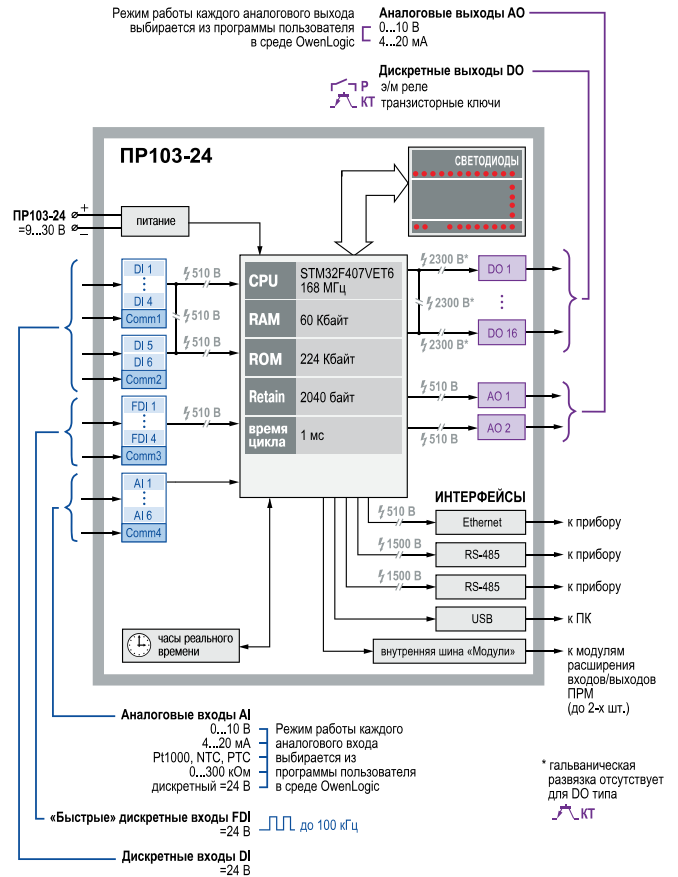 Режим работы каждого аналогового выхода
выбирается из программы пользователя
в среде OwenLogic
Аналоговые выходы AO
0...10 В
4...20 мА
Дискретные выходы DO
Р э/м реле
КТ транзисторные ключи
ПР103-24
СВЕТОДИОДЫ
ПР103-24
=9...30 В
+
–
питание
DI 1
DI 4
Comm1
DI 5
DI 6
Comm2
FDI 1
FDI 4
Comm3
AI 1
AI 6
Comm4
510 В
510 В
510 В
510 В
CPU STM32F407VET6
168 МГц
RAM 60 Кбайт
ROM 224 Кбайт
Retain 2040 байт
время
цикла 1 мс
2300 В*
2300 В*
2300 В*
DO 1
DO 16
510 В
510 В
AO 1
AO 2
ИНТЕРФЕЙСЫ
510 В
Ethernet
к прибору
1500 В
RS-485
к прибору
1500 В
RS-485
к прибору
USB
к ПК
внутренняя шина «Модули»
к модулям
расширения
входов/выходов
ПРМ
(до 2-х шт.)
часы реального
времени
Аналоговые входы AI
0...10 В
4...20 мА
Pt1000, NTC, PTC
0...300 кОм
дискретный =24 В
Режим работы каждого
аналогового входа
выбирается из
программы пользователя
в среде OwenLogic
«Быстрые» дискретные входы FDI
=24 В
до 100 кГц
Дискретные входы DI
=24 В
* гальваническая
развязка отсутствует
для DO типа
КТ